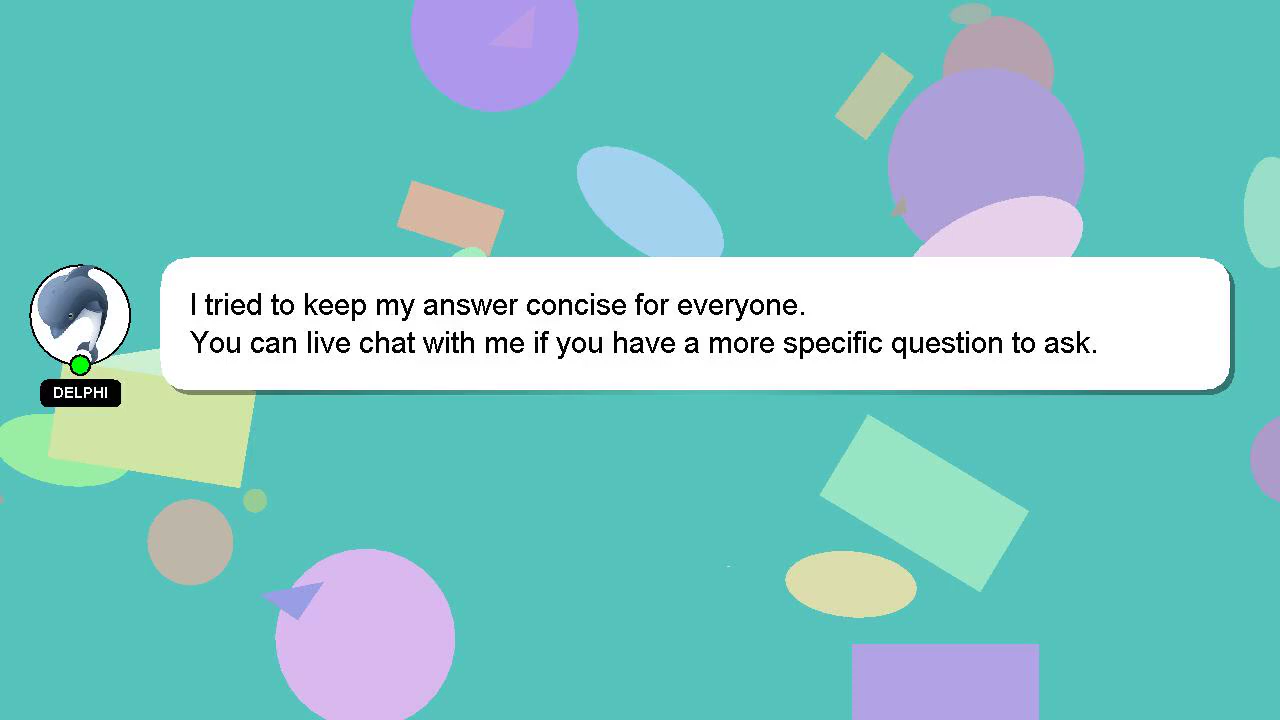 I tried to keep my answer concise for everyone.
You can live chat with me if you have a more specific question to ask.
DELPHI